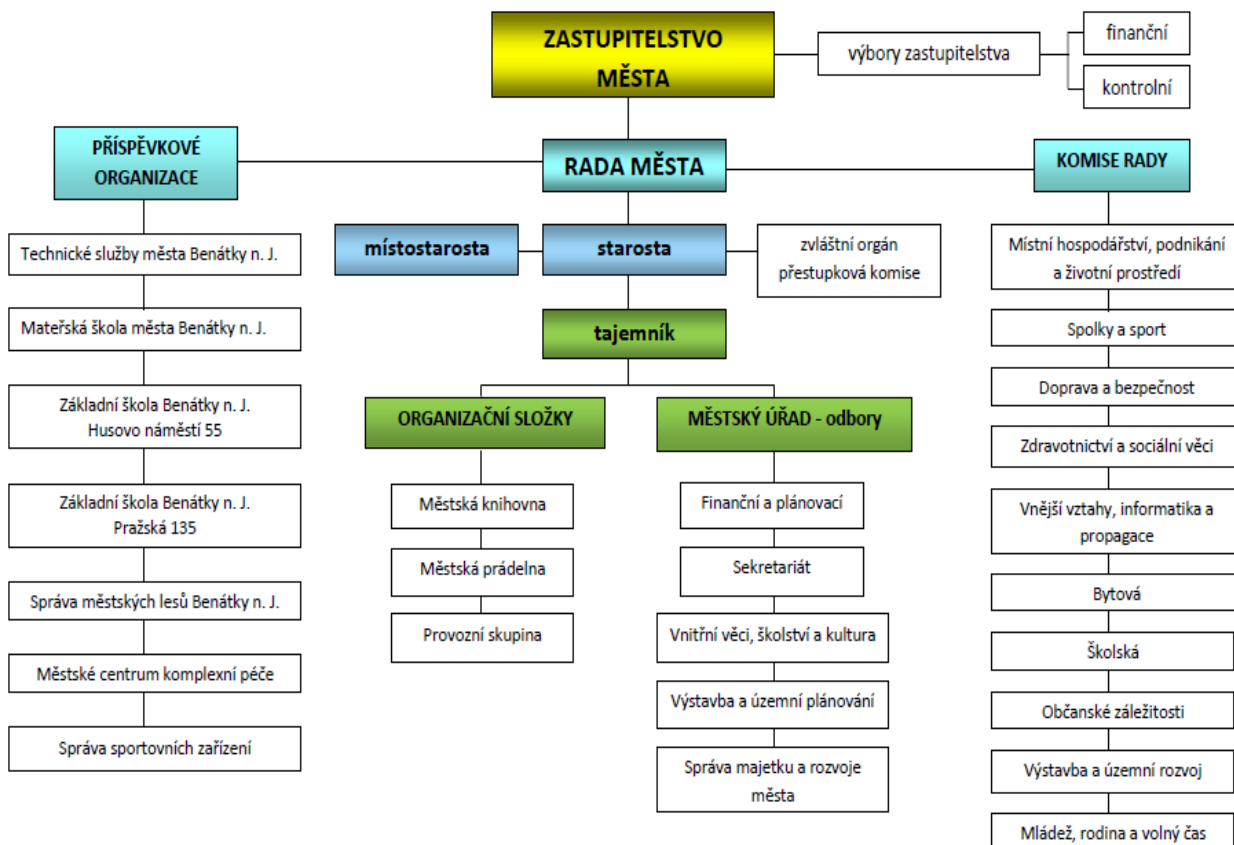 ZASTUPITELSTVO
MĚSTA
výbory zastupitelstva
finanční
kontrolní
PŘÍSPĚVKOVÉ
ORGANIZACE
RADA MĚSTA
KOMISE RADY
místostarosta
starosta
zvláštní orgán
přestupková komise
tajemník
Technické služby města Benátky n. J.
Mateřská škola města Benátky n. J.
Základní škola Benátky n. J.
Husovo náměstí 55
Základní škola Benátky n. J.
Pražská 135
Správa městských lesů Benátky n. J.
Městské centrum komplexní péče
Správa sportovních zařízení
ORGANIZAČNÍ SLOŽKY
Městská knihovna
Městská prádelna
Provozní skupina
MĚSTSKÝ ÚŘAD - odbory
Finanční a plánovací
Sekretariát
Vnitřní věci, školství a kultura
Výstavba a územní plánování
Správa majetku a rozvoje
města
Místní hospodářství, podnikání
a životní prostředí
Spolky a sport
Doprava a bezpečnost
Zdravotnictví a sociální věci
Vnější vztahy, informatika a
propagace
Bytová
Školská
Občanské záležitosti
Výstavba a územní rozvoj
Mládež, rodina a volný čas